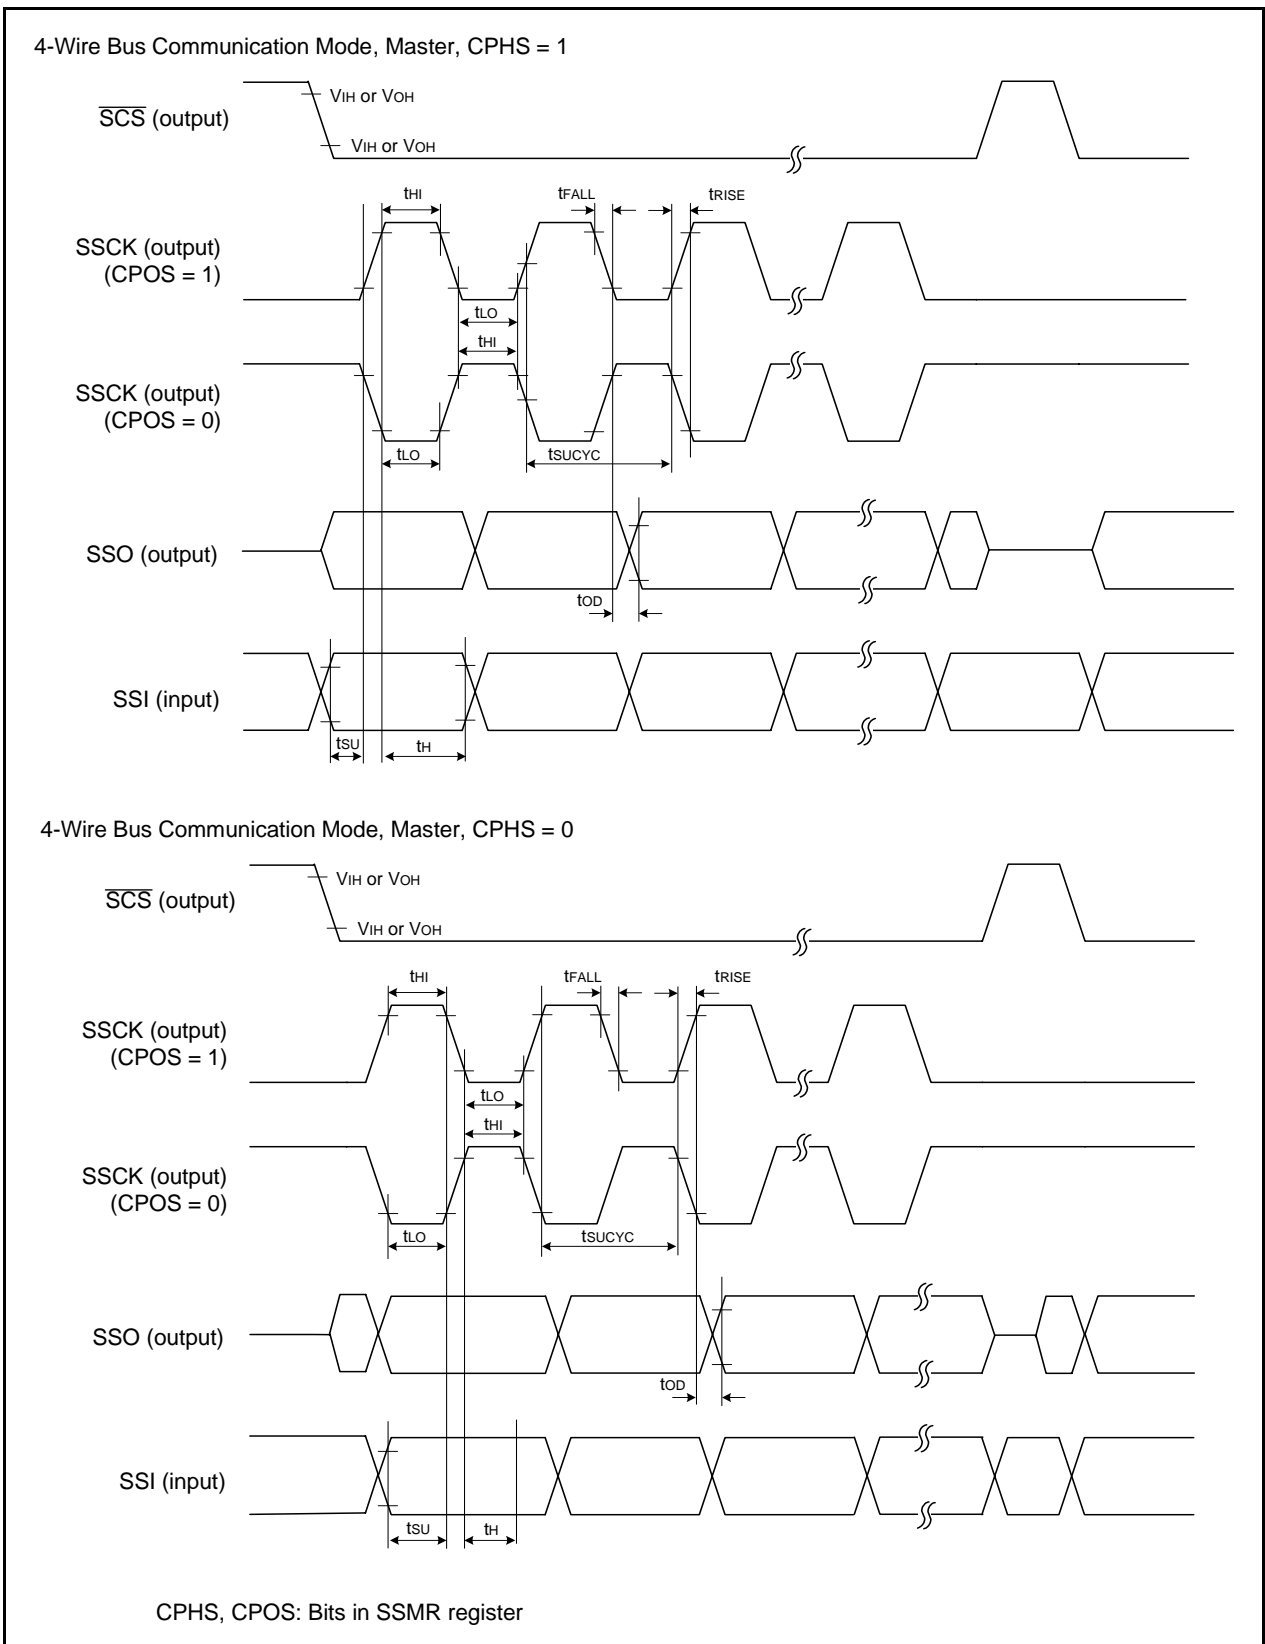 4-Wire Bus Communication Mode, Master, CPHS = 1
SCS (output)
VIH or VOH
VIH or VOH
tHI
tFALL
tRISE
SSCK (output)
(CPOS = 1)
tLO
tHI
SSCK (output)
(CPOS = 0)
tLO
tSUCYC
SSO (output)
tOD
SSI (input)
tSU
tH
4-Wire Bus Communication Mode, Master, CPHS = 0
SCS (output)
VIH or VOH
VIH or VOH
tHI
tFALL
tRISE
SSCK (output)
(CPOS = 1)
tLO
tHI
SSCK (output)
(CPOS = 0)
tLO
tSUCYC
SSO (output)
tOD
SSI (input)
tSU
tH
CPHS, CPOS: Bits in SSMR register